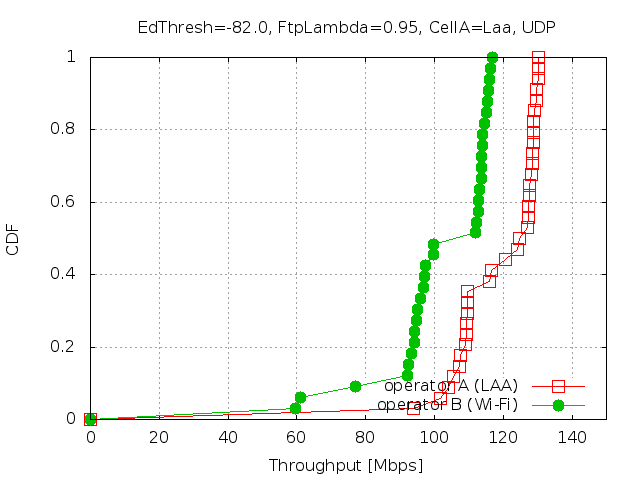 EdThresh=-82.0, FtpLambda=0.95, CellA=Laa, UDP
1
0.8
0.6
0.4
0.2
0
CDF
operator A (LAA)
operator B (Wi-Fi)
0 20 40 60 80 100 120 140
Throughput [Mbps]